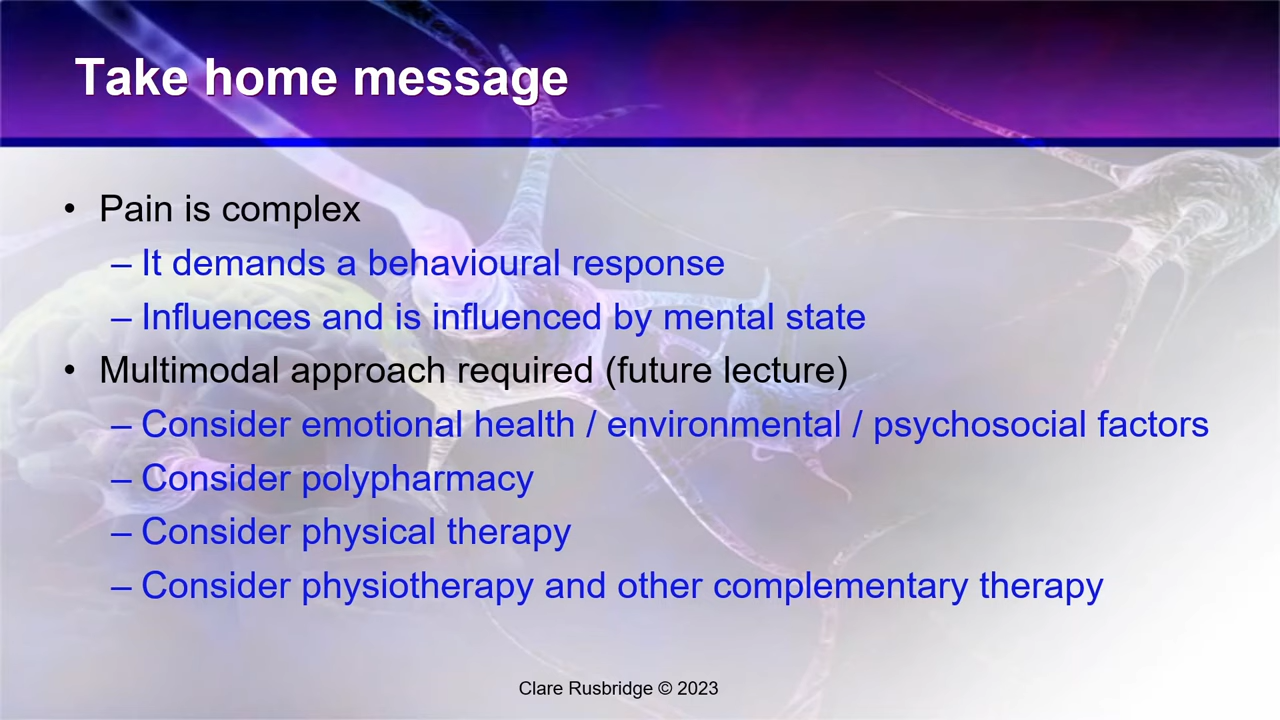 Take home message
• Pain is complex
– It demands a behavioural response
– Influences and is influenced by mental state
• Multimodal approach required (future lecture)
– Consider emotional health / environmental / psychosocial factors
– Consider polypharmacy
– Consider physical therapy
– Consider physiotherapy and other complementary therapy
Clare Rusbridge © 2023